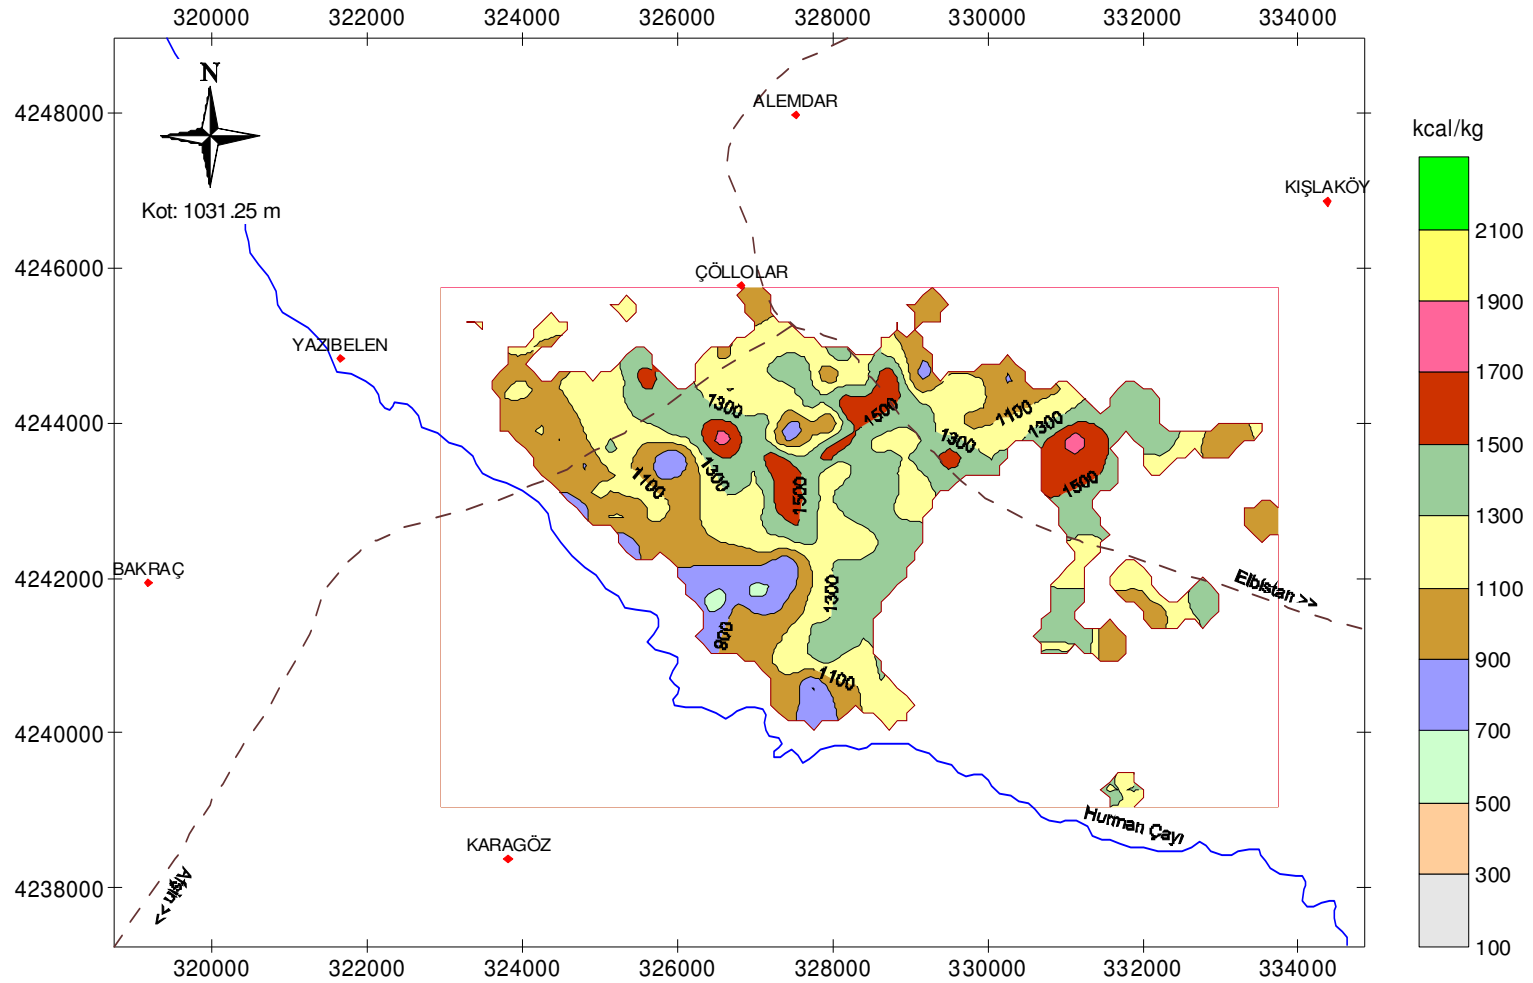 320000 322000 324000 326000 328000 330000 332000 334000
N
4248000
ALEMDAR
kcal/kg
KIŞLAKÖY
Kot: 1031.25 m
2100
4246000
ÇÖLLOLAR
1900
YAZIBELEN
1700
4244000
1300
1500
1100
1300
1300
1500
1300
1100
1500
1500
1300
4242000
BAKRAÇ
Elbistan >>
1300
1100
900
1100
900
4240000
700
500
Hurman Çayı
KARAGÖZ
300
4238000
Afşin >>
100
320000 322000 324000 326000 328000 330000 332000 334000